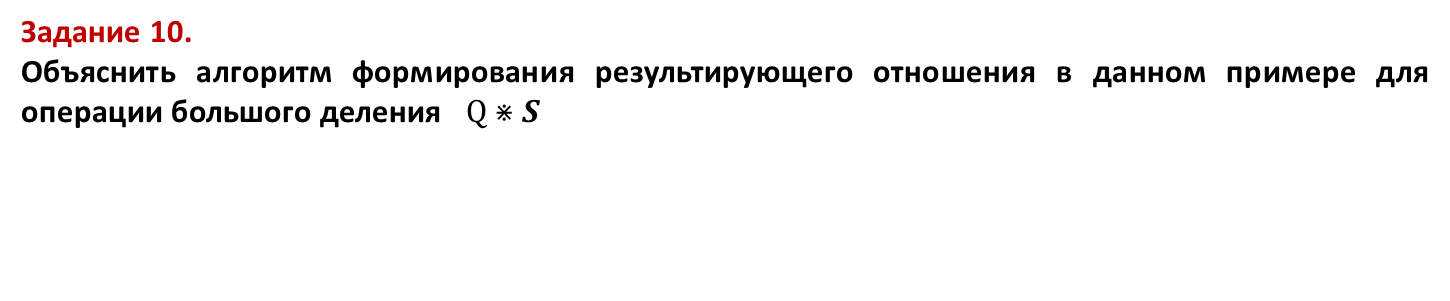 Задание 10.
Объяснить алгоритм формирования результирующего отношения в данном примере для
операции большого деления Q ⋇ S